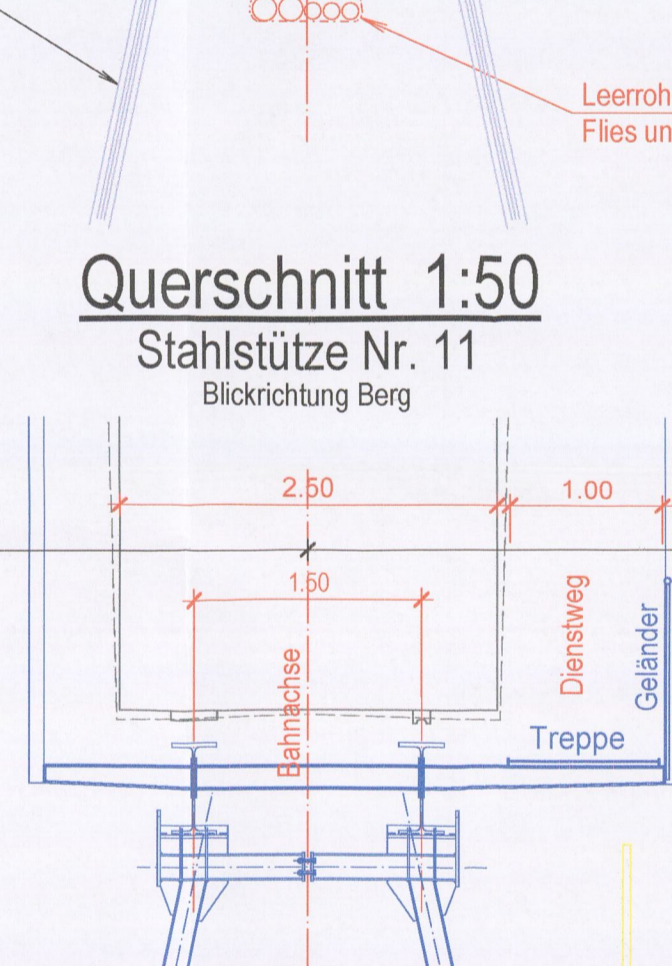 Leerroh
Flies un
Querschnitt 1:50
Stahlstütze Nr. 11
Blickrichtung Berg
2.50
1.00
1.50
Bahnachse
Dienstweg
Geländer
Treppe